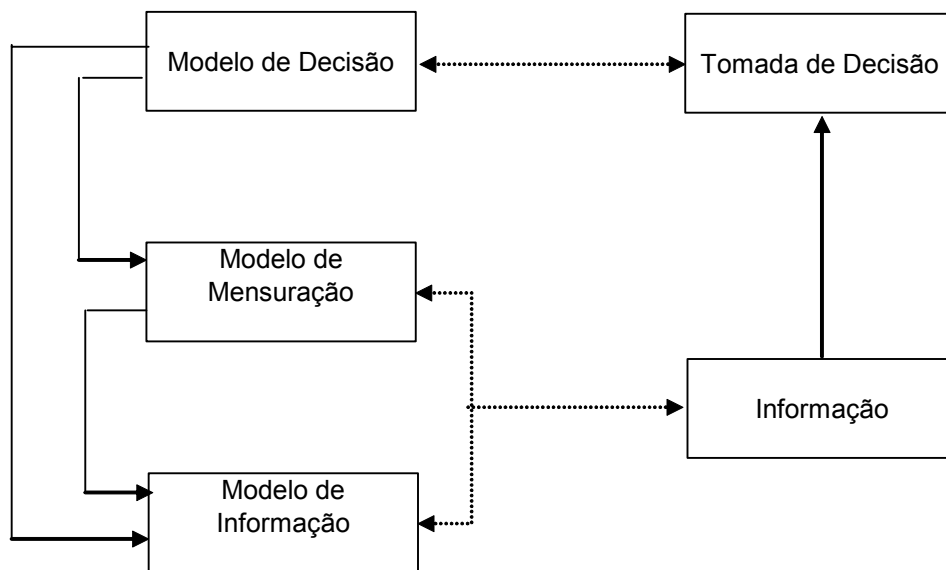 Modelo de Decisão
Tomada de Decisão
Modelo de
Mensuração
Informação
Modelo de
Informação